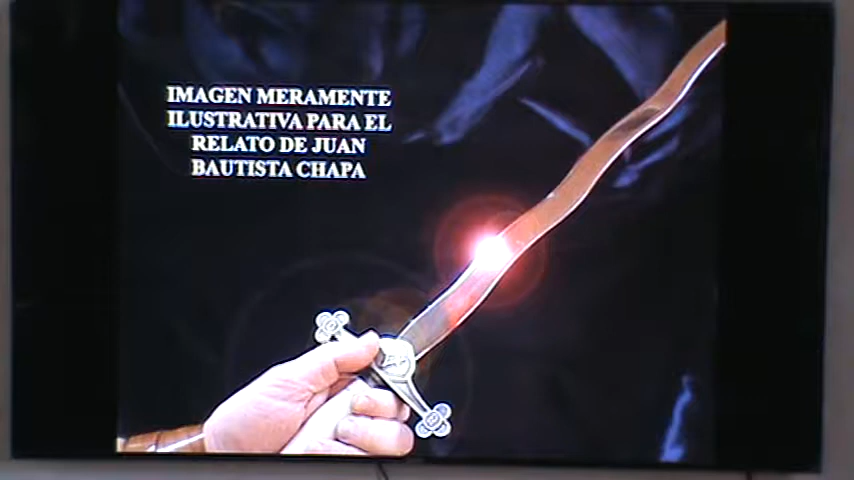 IMAGEN MERAMENTE
ILUSTRATIVA PARA EL
RELATO DE JUAN
BAUTISTA CHAPA